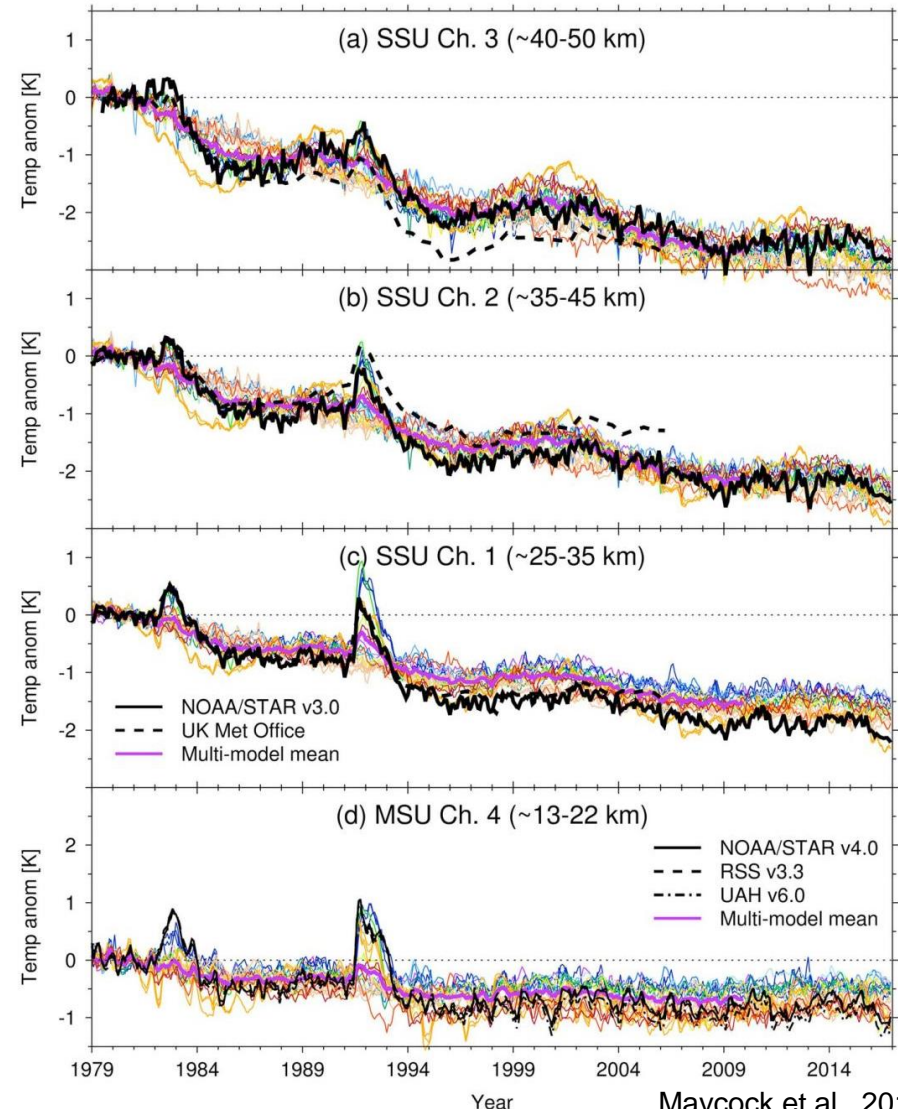 (a) SSU Ch. 3 (~40-50 km)
Temp anom [K]
1
0
-1
-2
(b) SSU Ch. 2 (~35-45 km)
Temp anom [K]
1
0
-1
-2
(c) SSU Ch. 1 (~25-35 km)
Temp anom [K]
1
0
-1
-2
NOAA/STAR v3.0
UK Met Office
Multi-model mean
(d) MSU Ch. 4 (~13-22 km)
Temp anom [K]
2
1
0
-1
NOAA/STAR v4.0
RSS v3.3
UAH v6.0
Multi-model mean
1979 1984 1989 1994 1999 2004 2009 2014
Year
Maycock et al.,